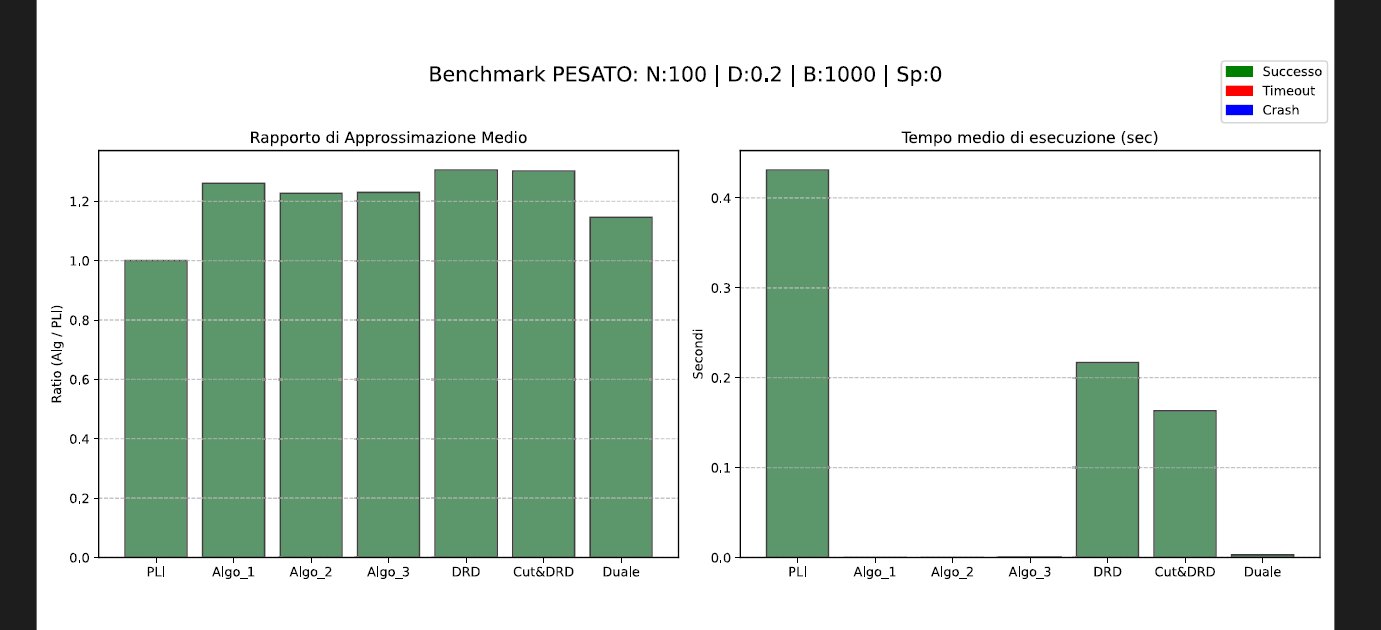 Benchmark PESATO: N:100 | D:0.2 | B:1000 | Sp:0
Successo
Timeout
Crash
Rapporto di Approssimazione Medio
Ratio (Alg / PLI)
1.2
1.0
0.8
0.6
0.4
0.2
0.0
PLI
Algo_1
Algo_2
Algo_3
DRD
Cut&DRD
Duale
Tempo medio di esecuzione (sec)
Secondi
0.4
0.3
0.2
0.1
0.0
PLI
Algo_1
Algo_2
Algo_3
DRD
Cut&DRD
Duale